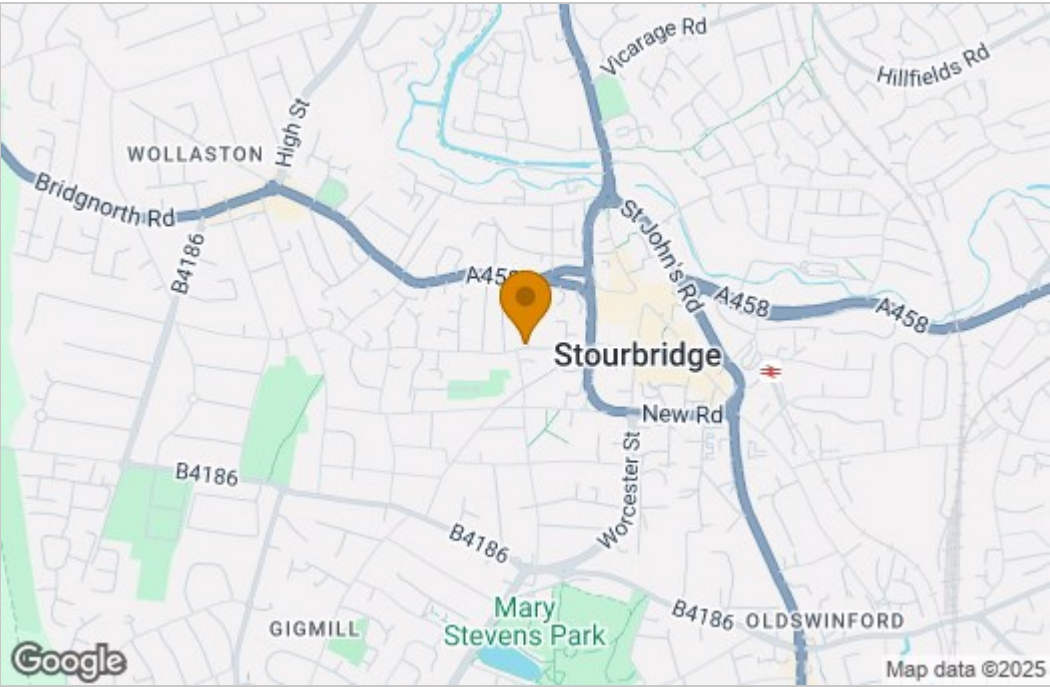 Vicarage Rd
Hillfields Rd
High St
WOLLASTON
Bridgnorth Rd
B4186
St John's Rd
A458
A458
A458
Stourbridge
New Rd
Worcester St
B4186
B4186
Mary
Stevens Park
B4186
OLDSWINFORD
GIGMILL
Google
Map data ©2025